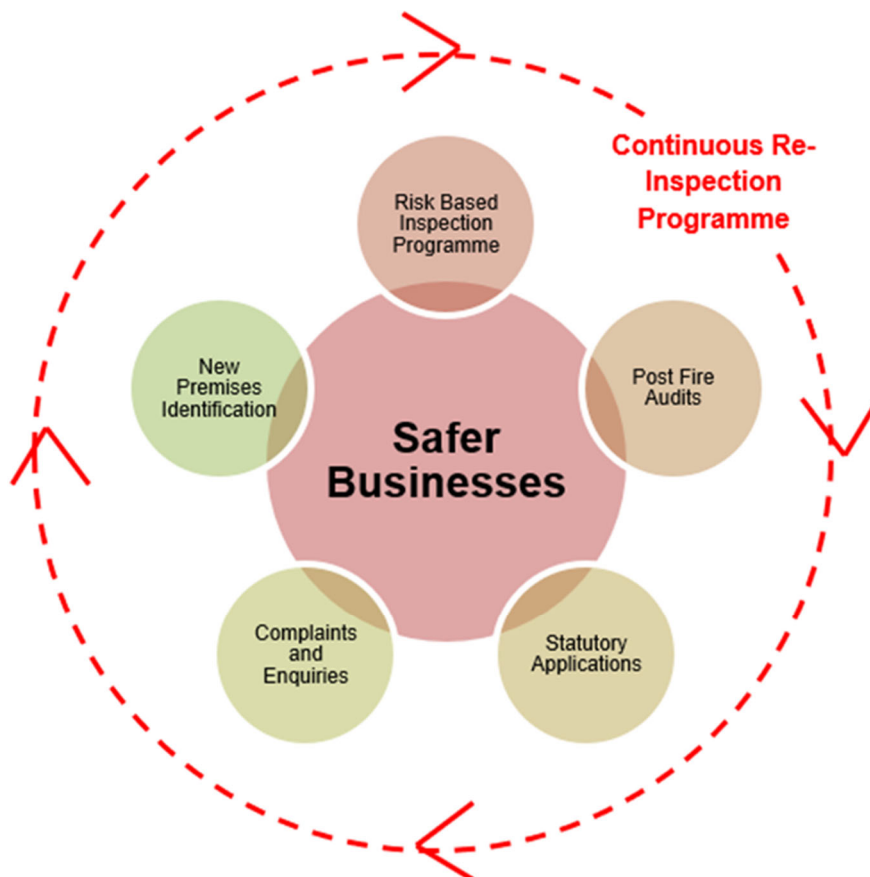 Continuous Re-
Inspection
Programme
Risk Based
Inspection
Programme
New
Premises
Identification
Post Fire
Audits
Safer
Businesses
Complaints
and
Enquiries
Statutory
Applications